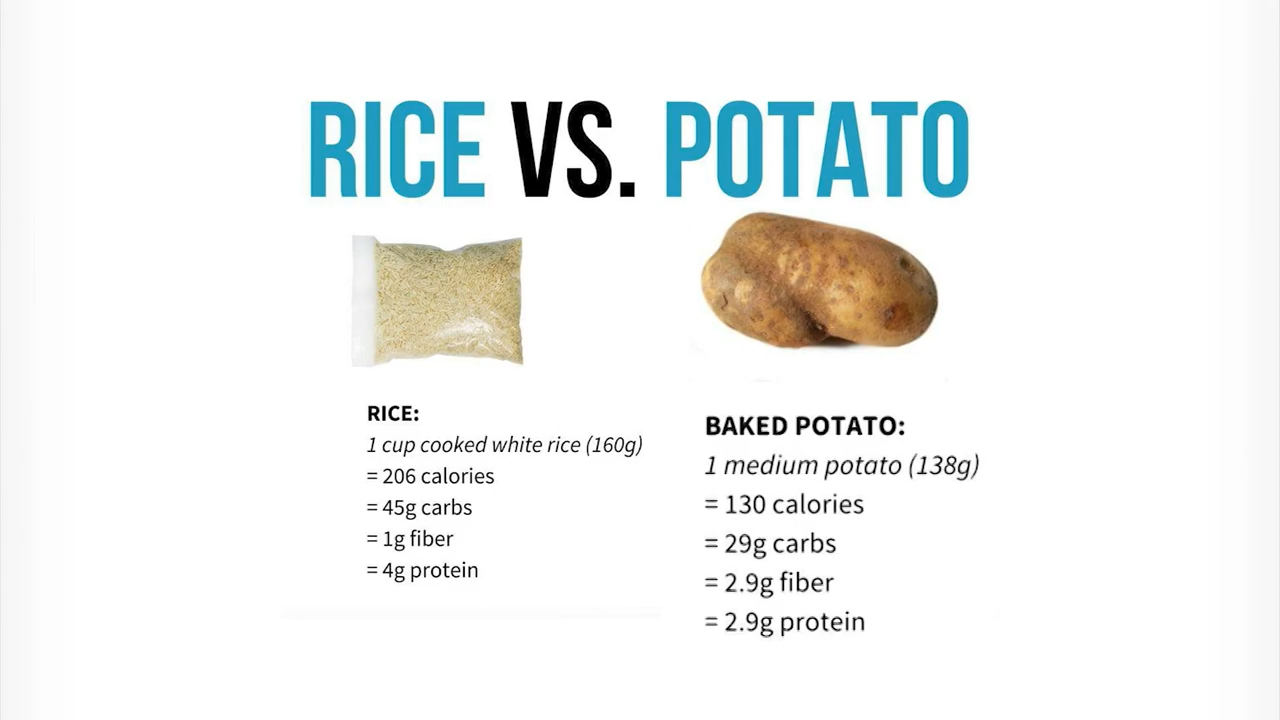 RICE VS. POTATO
RICE:
1 cup cooked white rice (160g)
= 206 calories
= 45g carbs
= 1g fiber
= 4g protein
BAKED POTATO:
1 medium potato (138g)
= 130 calories
= 29g carbs
= 2.9g fiber
= 2.9g protein